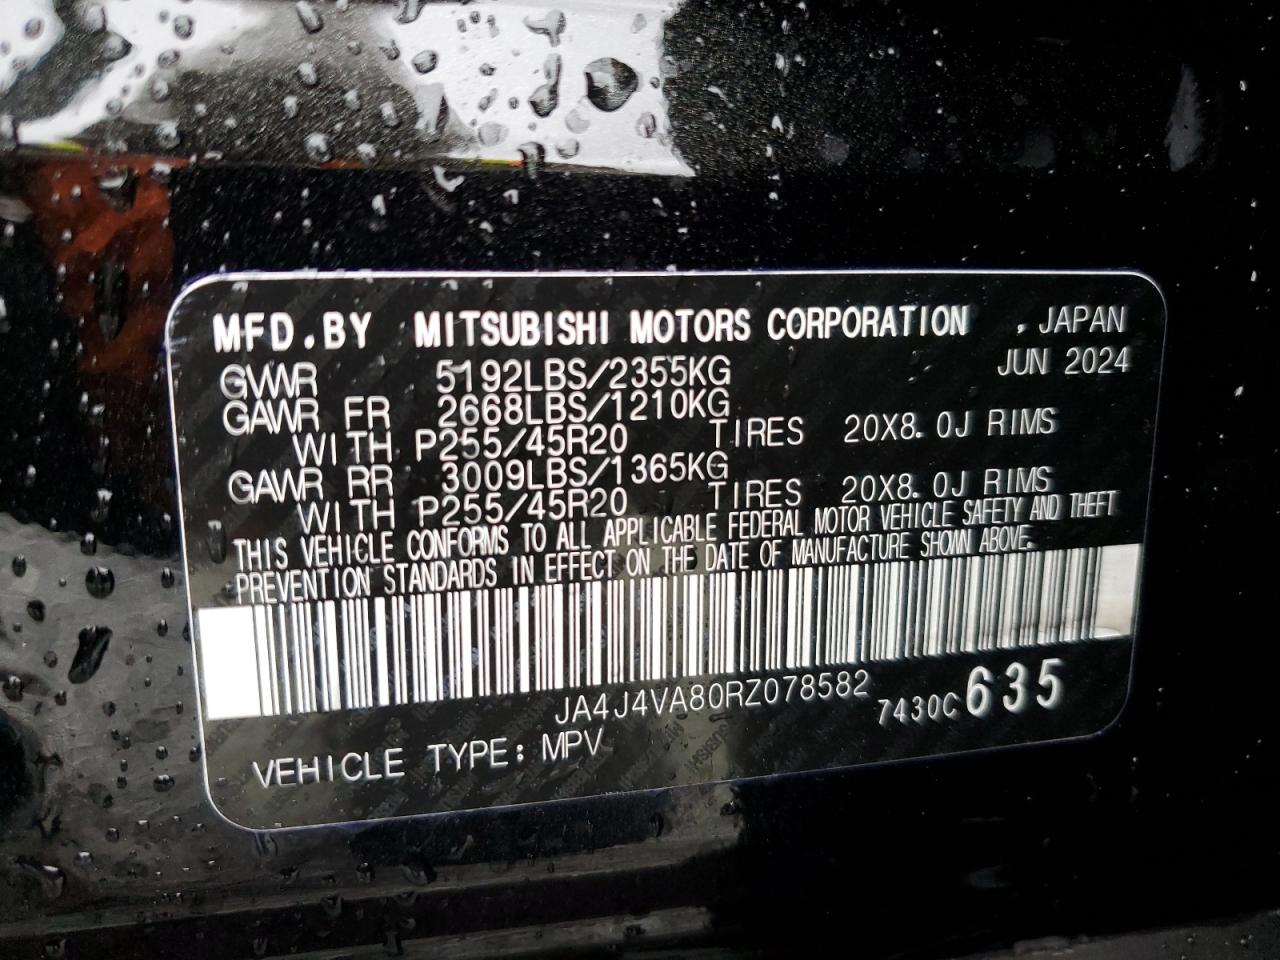 MFD.BY MITSUBISHI MOTORS CORPORATION , JAPAN
GVWR 5192LBS/2355KG JUN 2024
GAWR FR 2668LBS/1210KG
WITH P255/45R20 TIRES 20X8.0J RIMS
GAWR RR 3009LBS/1365KG
WITH P255/45R20 TIRES 20X8.0J RIMS
THIS VEHICLE CONFORMS TO ALL APPLICABLE FEDERAL MOTOR VEHICLE SAFETY AND THEFT
PREVENTION STANDARDS IN EFFECT ON THE DATE OF MANUFACTURE SHOWN ABOVE.
JA4J4VA80RZ078582 7430C635
VEHICLE TYPE: MPV